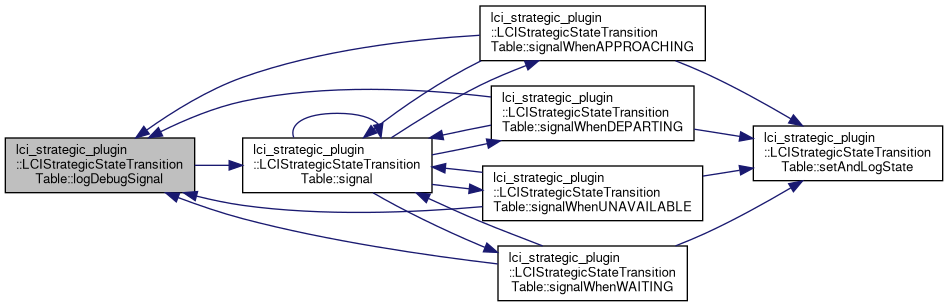 lci_strategic_plugin
::LCIStrategicStateTransition
Table::signalWhenAPPROACHING
lci_strategic_plugin
::LCIStrategicStateTransition
Table::signalWhenDEPARTING
lci_strategic_plugin
::LCIStrategicStateTransition
Table::logDebugSignal
lci_strategic_plugin
::LCIStrategicStateTransition
Table::signal
lci_strategic_plugin
::LCIStrategicStateTransition
Table::setAndLogState
lci_strategic_plugin
::LCIStrategicStateTransition
Table::signalWhenUNAVAILABLE
lci_strategic_plugin
::LCIStrategicStateTransition
Table::signalWhenWAITING